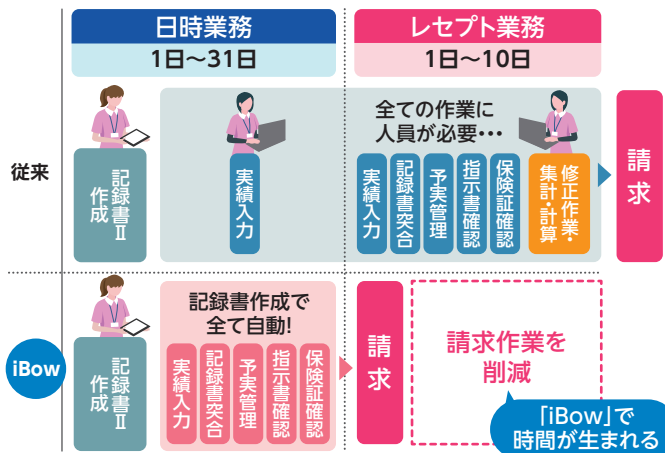 日時業務
1日～31日
レセプト業務
1日～10日
従来
記録書Ⅱ
作成
実績入力
全ての作業に
人員が必要・・・
実績入力
記録書突合
予実管理
指示書確認
保険証確認
修正作業・
集計・計算
請求
iBow
記録書Ⅱ
作成
記録書作成で
全て自動!
実績入力
記録書突合
予実管理
指示書確認
保険証確認
請求
請求作業を
削減
「iBow」で
時間が生まれる